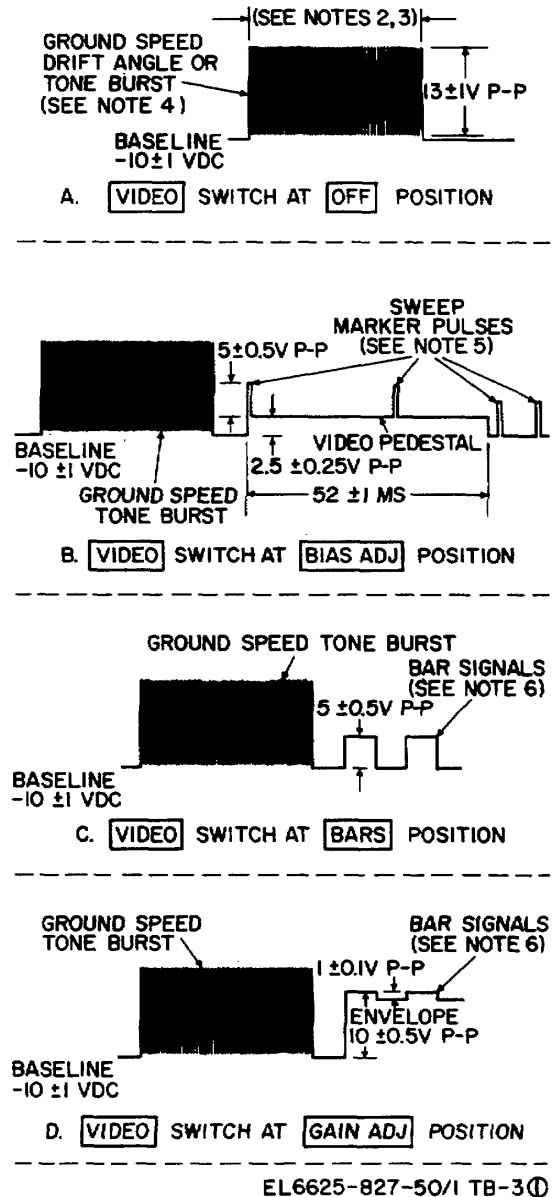 (SEE NOTES 2,3)
GROUND SPEED
DRIFT ANGLE OR
TONE BURST
(SEE NOTE 4)
13±1V P-P
BASELINE
-10±1 VDC
A. VIDEO SWITCH AT OFF POSITION
SWEEP
MARKER PULSES
(SEE NOTE 5)
5±0.5V P-P
BASELINE
-10 ±1 VDC
VIDEO PEDESTAL
2.5 ±0.25V P-P
GROUND SPEED
TONE BURST
52 ±1 MS
B. VIDEO SWITCH AT BIAS ADJ POSITION
GROUND SPEED TONE BURST
BAR SIGNALS
(SEE NOTE 6)
5 ±0.5V P-P
BASELINE
-10 ±1 VDC
C. VIDEO SWITCH AT BARS POSITION
GROUND SPEED
TONE BURST
BAR SIGNALS
(SEE NOTE 6)
1 ±0.1V P-P
ENVELOPE
10 ±0.5V P-P
BASELINE
-10 ±1 VDC
D. VIDEO SWITCH AT GAIN ADJ POSITION
EL6625-827-50/1 TB-3①